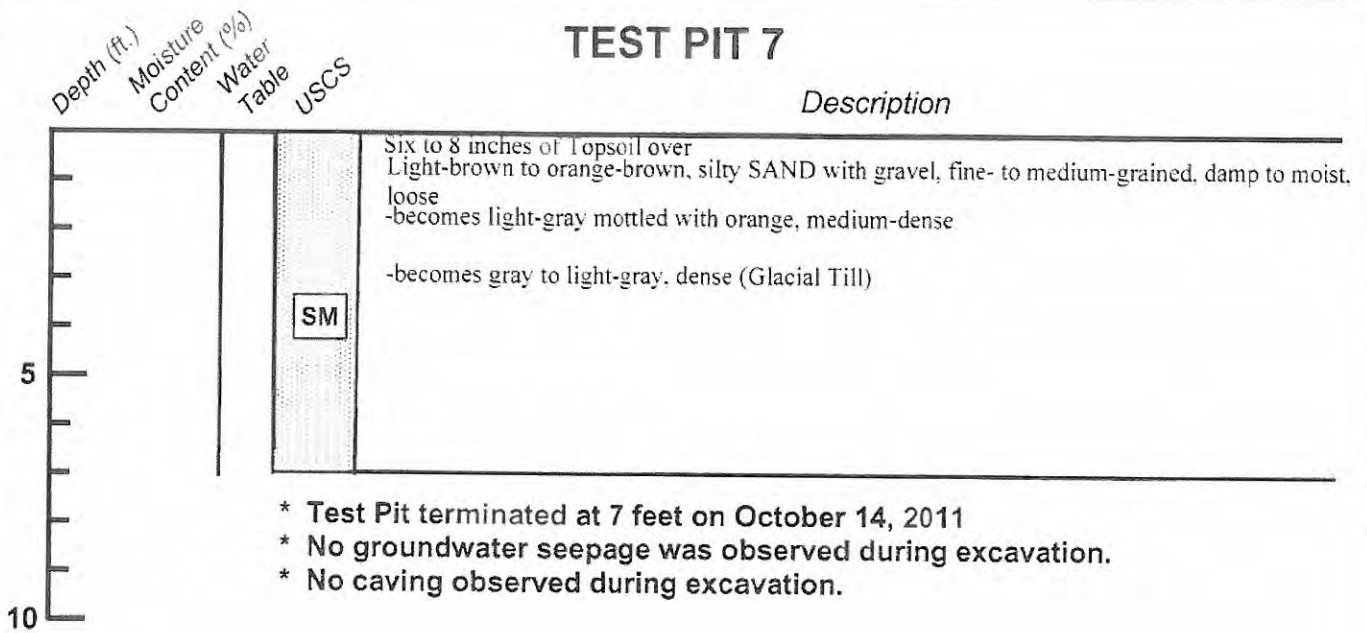 TEST PIT 7
Depth (ft.)
Moisture
Content (%)
Water
Table
USCS
Description
Six to 8 inches of Topsoil over
Light-brown to orange-brown, silty SAND with gravel, fine- to medium-grained, damp to moist,
loose
-becomes light-gray mottled with orange, medium-dense
-becomes gray to light-gray, dense (Glacial Till)
SM
5
* Test Pit terminated at 7 feet on October 14, 2011
* No groundwater seepage was observed during excavation.
* No caving observed during excavation.
10